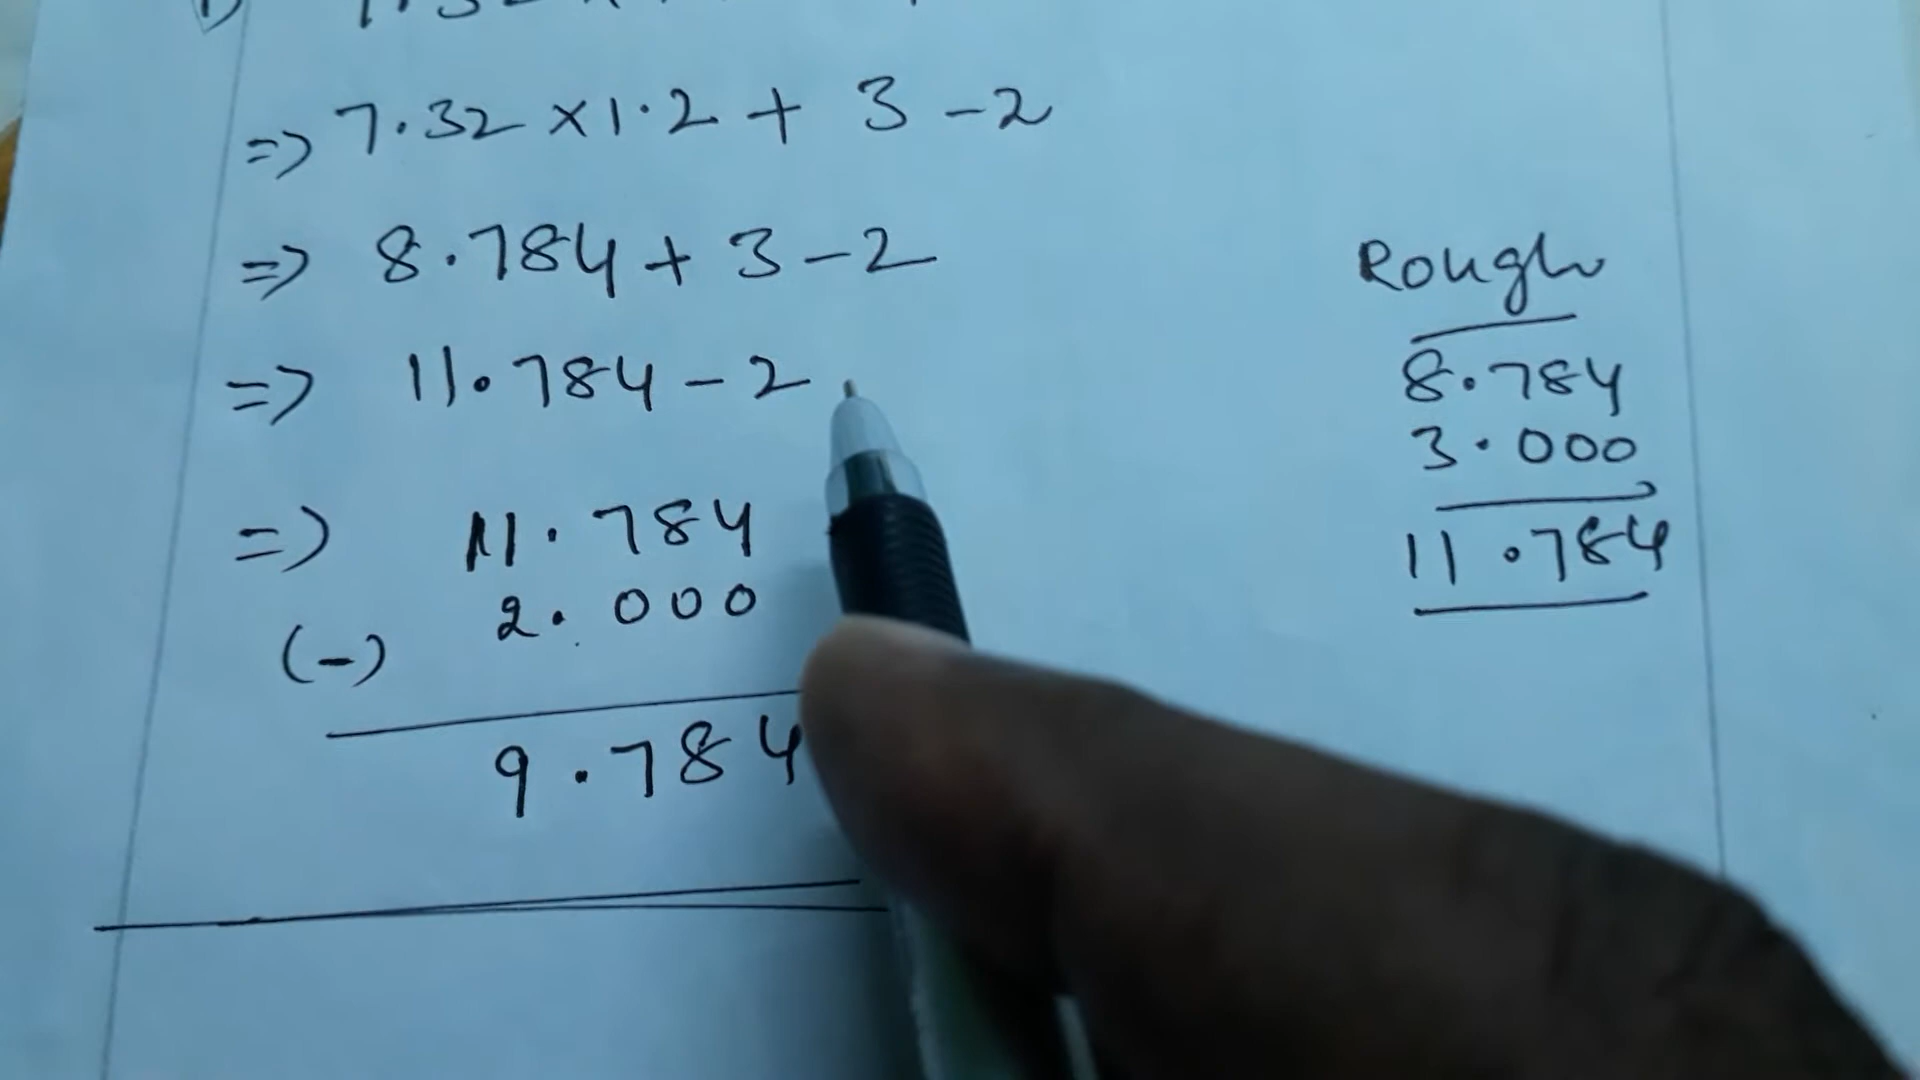 => 7.32 × 1.2 + 3 - 2
=> 8.784 + 3 - 2
=> 11.784 - 2
=> 11.784
2.000
(-)
9.784
Rough
8.784
3.000
11.784